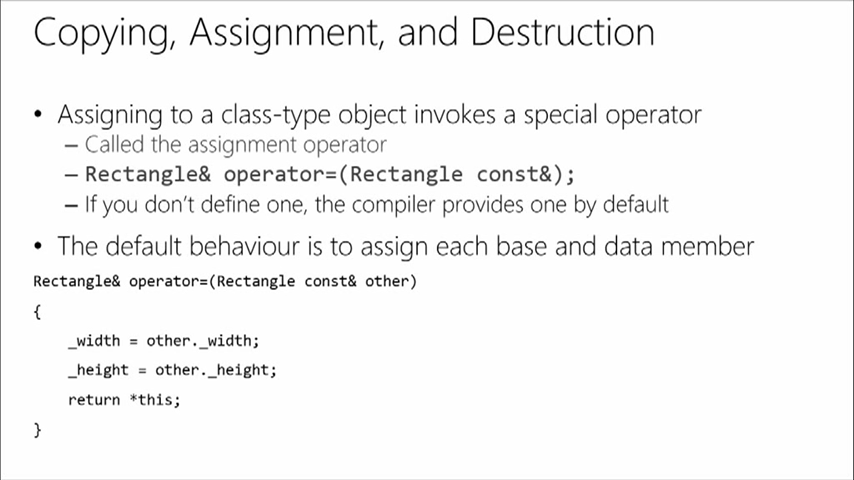 Copying, Assignment, and Destruction
• Assigning to a class-type object invokes a special operator
– Called the assignment operator
– Rectangle& operator=(Rectangle const&);
– If you don't define one, the compiler provides one by default
• The default behaviour is to assign each base and data member
Rectangle& operator=(Rectangle const& other)
{
_width = other._width;
_height = other._height;
return *this;
}